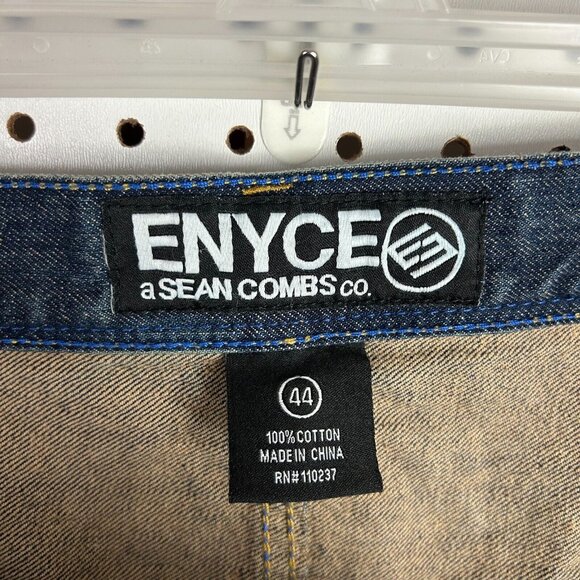 ENYCE
a SEAN COMBS CO.
44
100% COTTON
MADE IN CHINA
RN# 110237